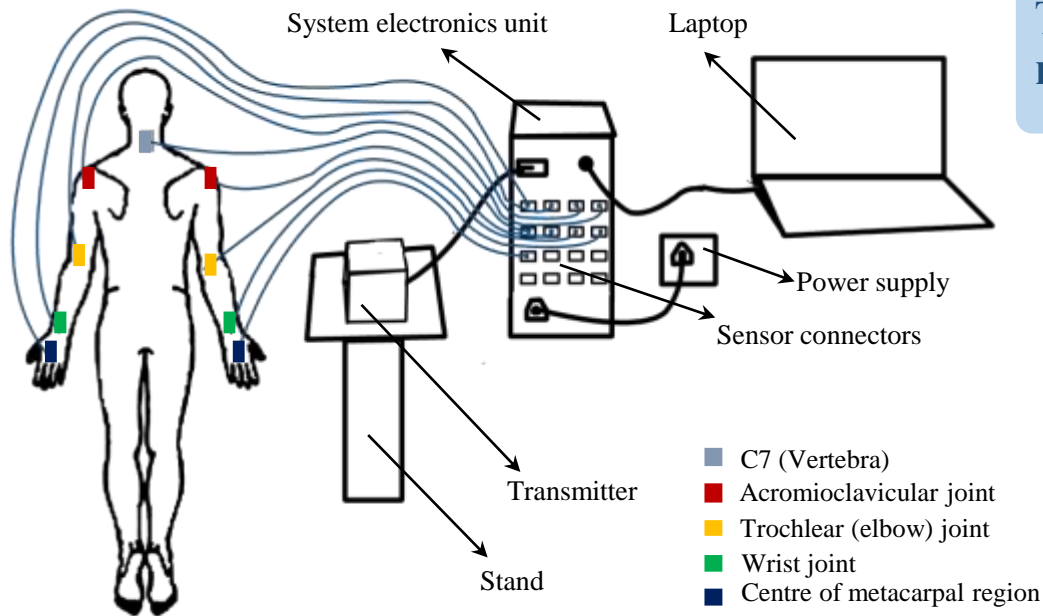 System electronics unit
Laptop
Power supply
Sensor connectors
Transmitter
Stand
C7 (Vertebra)
Acromioclavicular joint
Trochlear (elbow) joint
Wrist joint
Centre of metacarpal region